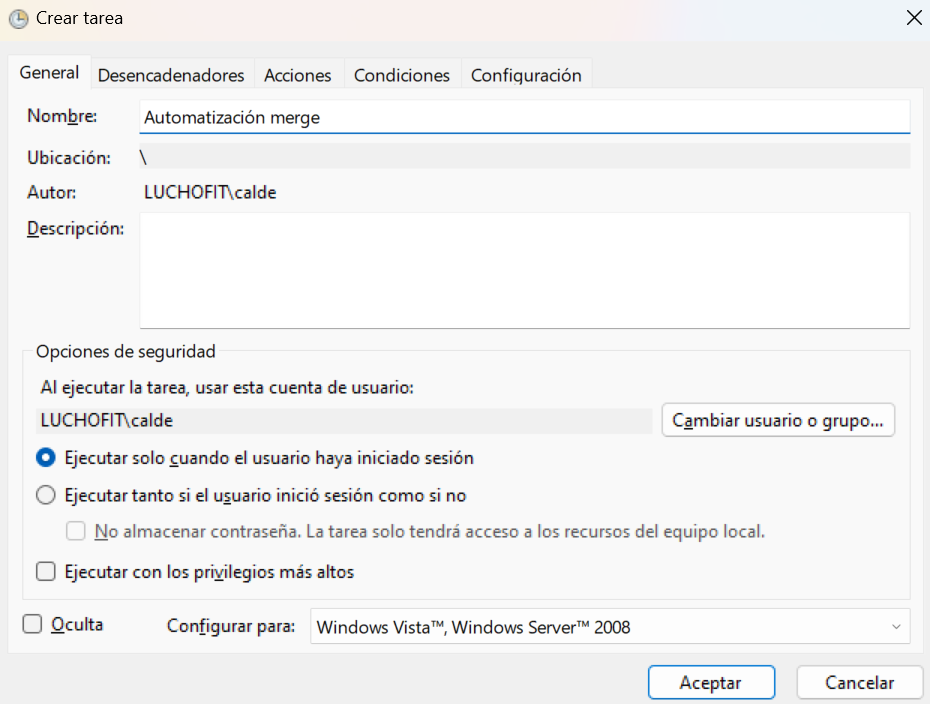 Crear tarea
General Desencadenadores Acciones Condiciones Configuración
Nombre: Automatización merge
Ubicación: \
Autor: LUCHOFIT\calde
Descripción:
Opciones de seguridad
Al ejecutar la tarea, usar esta cuenta de usuario:
LUCHOFIT\calde Cambiar usuario o grupo...
Ejecutar solo cuando el usuario haya iniciado sesión
Ejecutar tanto si el usuario inició sesión como si no
No almacenar contraseña. La tarea solo tendrá acceso a los recursos del equipo local.
Ejecutar con los privilegios más altos
Oculta Configurar para: Windows Vista™, Windows Server™ 2008
Aceptar Cancelar